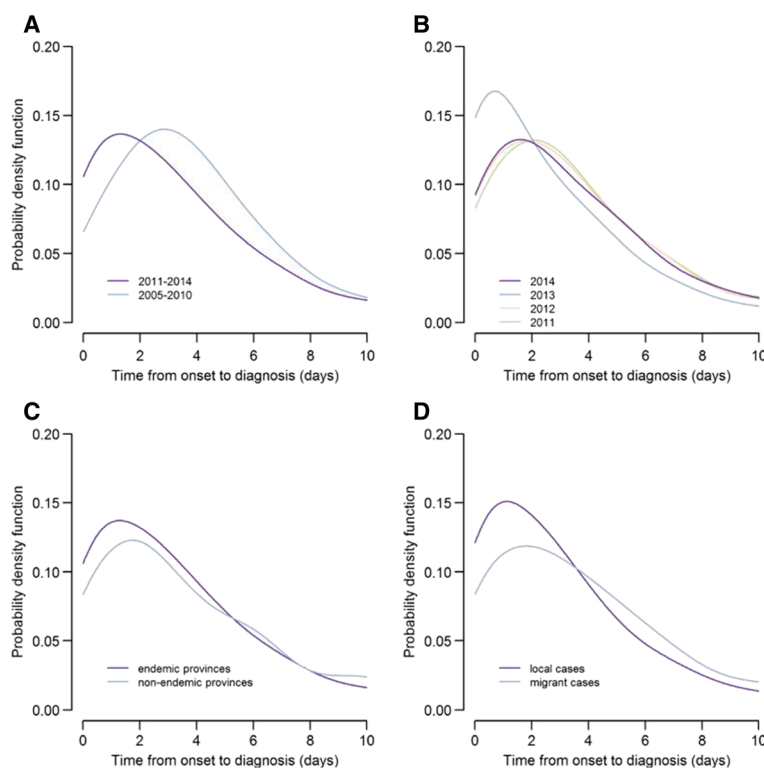 A
B
0.20
0.15
0.10
0.05
0.00
Probability density function
2011-2014
2005-2010
0 2 4 6 8 10
Time from onset to diagnosis (days)
0.20
0.15
0.10
0.05
0.00
2014
2013
2012
2011
0 2 4 6 8 10
Time from onset to diagnosis (days)
C
D
0.20
0.15
0.10
0.05
0.00
Probability density function
endemic provinces
non-endemic provinces
0 2 4 6 8 10
Time from onset to diagnosis (days)
0.20
0.15
0.10
0.05
0.00
Probability density function
local cases
migrant cases
0 2 4 6 8 10
Time from onset to diagnosis (days)